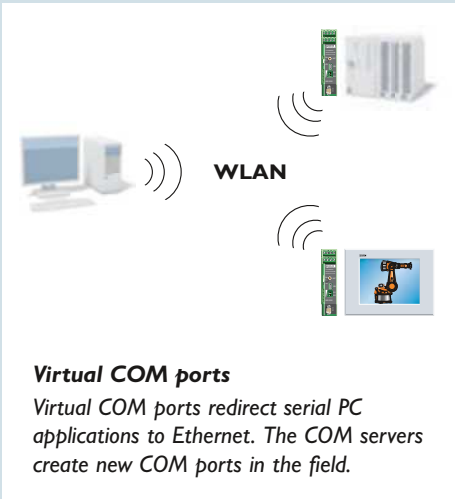 WLAN
Virtual COM ports
Virtual COM ports redirect serial PC
applications to Ethernet. The COM servers
create new COM ports in the field.